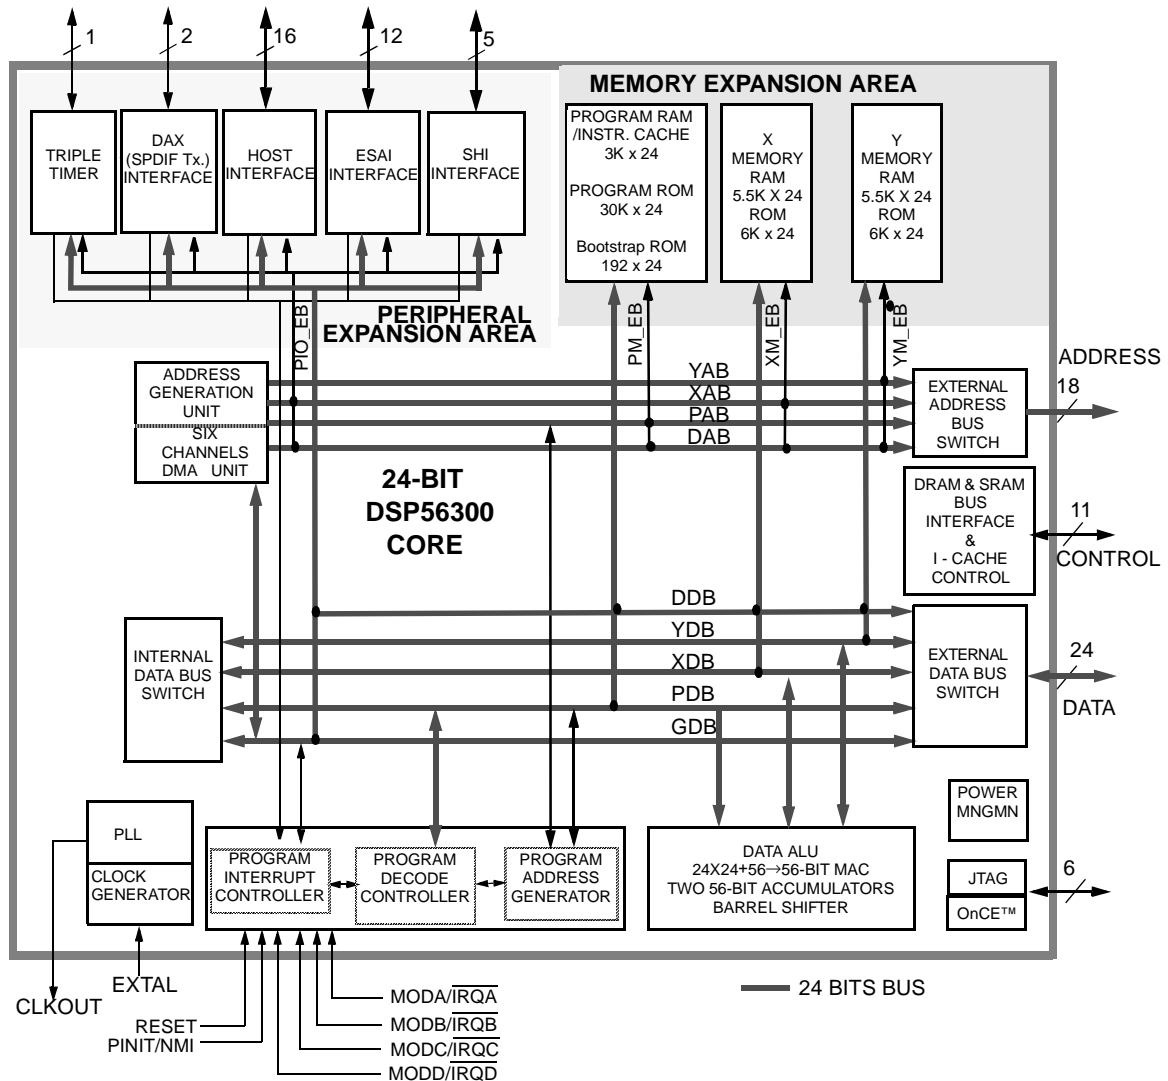 1
2
16
12
5
MEMORY EXPANSION AREA
TRIPLE
TIMER
DAX
(SPDIF Tx.)
INTERFACE
HOST
INTERFACE
ESAI
INTERFACE
SHI
INTERFACE
PROGRAM RAM
/INSTR. CACHE
3K x 24
PROGRAM ROM
30K x 24
Bootstrap ROM
192 x 24
X
MEMORY
RAM
5.5K X 24
ROM
6K x 24
Y
MEMORY
RAM
5.5K X 24
ROM
6K x 24
PERIPHERAL
EXPANSION AREA
PIO_EB
PM_EB
XM_EB
YM_EB
ADDRESS
GENERATION
UNIT
SIX
CHANNELS
DMA UNIT
YAB
XAB
PAB
DAB
EXTERNAL
ADDRESS
BUS
SWITCH
ADDRESS
18
24-BIT
DSP56300
CORE
DRAM & SRAM
BUS
INTERFACE
&
I - CACHE
CONTROL
11
CONTROL
DDB
YDB
XDB
PDB
GDB
INTERNAL
DATA BUS
SWITCH
EXTERNAL
DATA BUS
SWITCH
24
DATA
POWER
MNGMN
PLL
CLOCK
GENERATOR
PROGRAM
INTERRUPT
CONTROLLER
PROGRAM
DECODE
CONTROLLER
PROGRAM
ADDRESS
GENERATOR
DATA ALU
24X24+56→56-BIT MAC
TWO 56-BIT ACCUMULATORS
BARREL SHIFTER
JTAG
OnCE™
6
EXTAL
CLKOUT
RESET
PINIT/NMI
MODA/IRQA
MODB/IRQB
MODC/IRQC
MODD/IRQD
24 BITS BUS